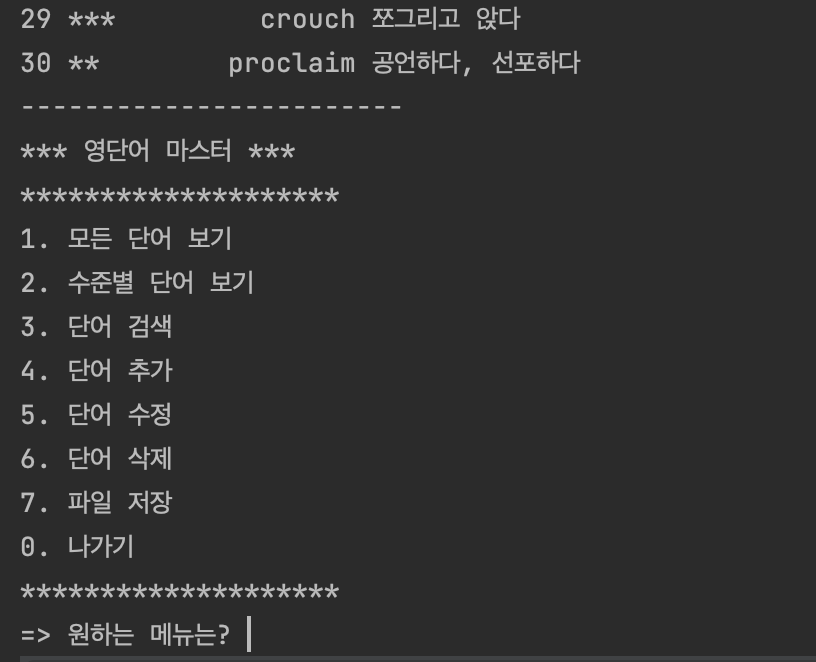 29 ***         crouch 쪼그리고 앉다
30 **        proclaim 공언하다, 선포하다
------------------------
*** 영단어 마스터 ***
********************
1. 모든 단어 보기
2. 수준별 단어 보기
3. 단어 검색
4. 단어 추가
5. 단어 수정
6. 단어 삭제
7. 파일 저장
0. 나가기
********************
=> 원하는 메뉴는?